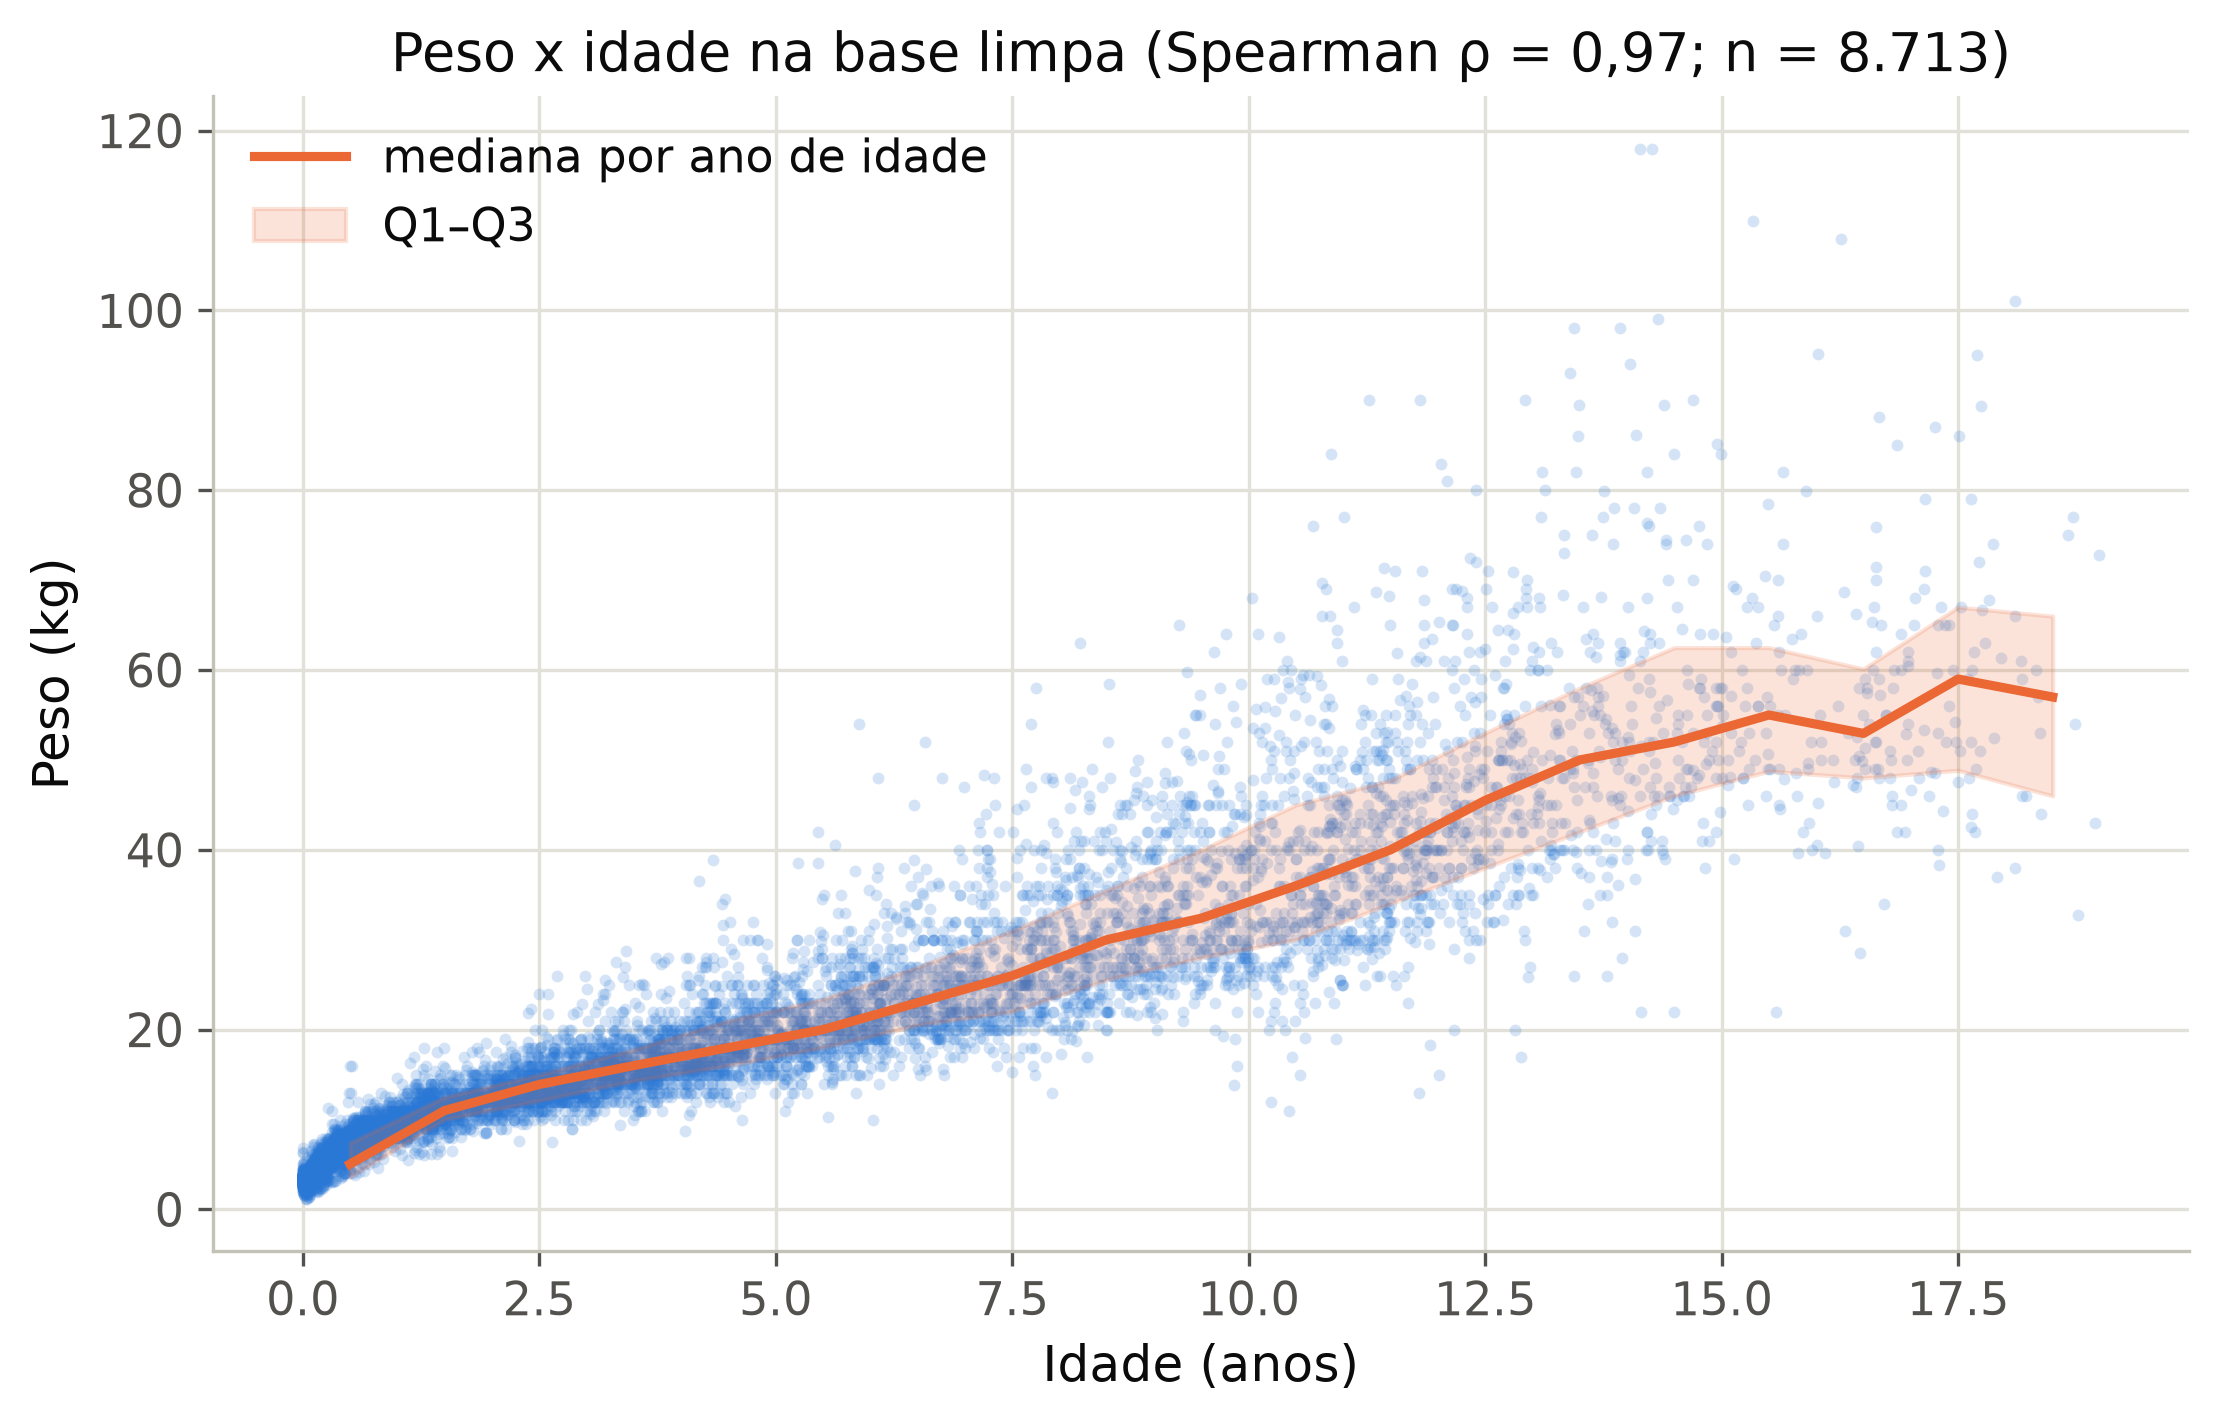 Peso x idade na base limpa (Spearman ρ = 0,97; n = 8.713)
mediana por ano de idade
Q1–Q3
120
100
80
60
40
20
0
Peso (kg)
0.0 2.5 5.0 7.5 10.0 12.5 15.0 17.5
Idade (anos)